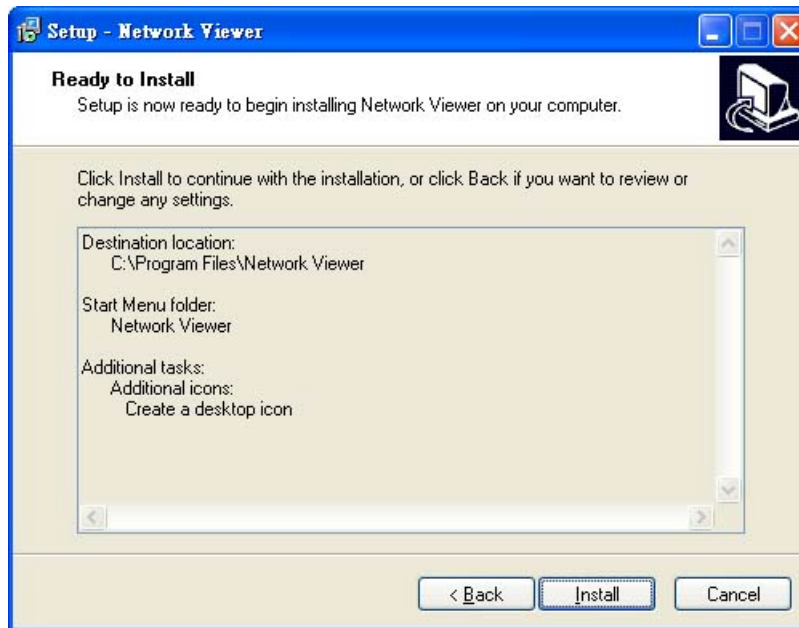 Setup - Network Viewer
Ready to Install
Setup is now ready to begin installing Network Viewer on your computer.
Click Install to continue with the installation, or click Back if you want to review or
change any settings.
Destination location:
C:\Program Files\Network Viewer
Start Menu folder:
Network Viewer
Additional tasks:
Additional icons:
Create a desktop icon
< Back
Install
Cancel